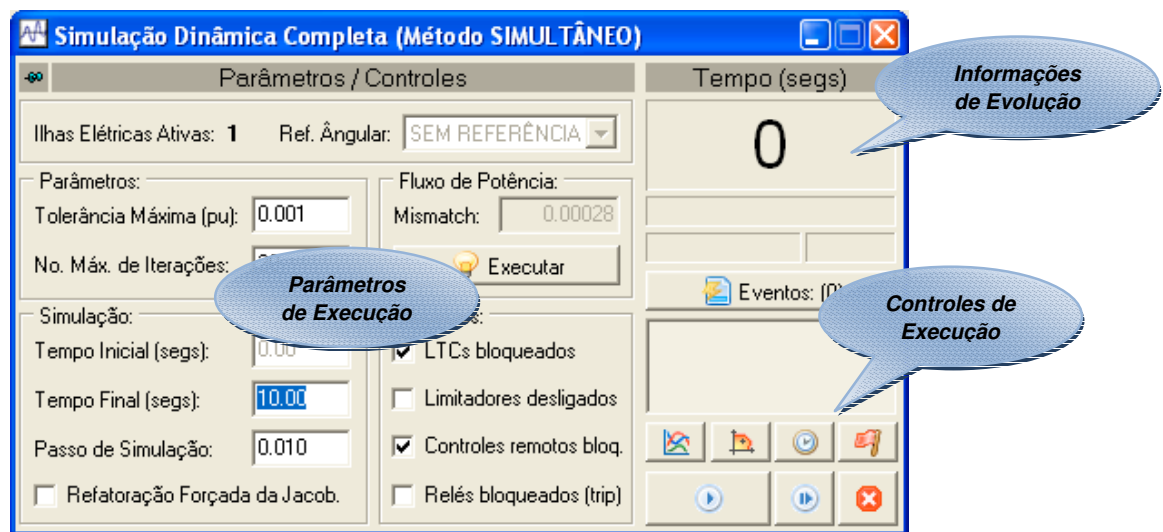 Simulação Dinâmica Completa (Método SIMULTÂNEO)
Parâmetros / Controles
Tempo (segs)
Informações
de Evolução
Ilhas Elétricas Ativas: 1 Ref. Ângular: SEM REFERÊNCIA
0
Parâmetros:
Tolerância Máxima (pu): 0.001
No. Máx. de Iterações:
Fluxo de Potência:
Mismatch: 0.00028
Executar
Parâmetros
de Execução
Eventos: (0)
Controles de
Execução
Simulação:
Tempo Inicial (segs): 0.00
Tempo Final (segs): 10.00
Passo de Simulação: 0.010
Refatoração Forçada da Jacob.
LTCs bloqueados
Limitadores desligados
Controles remotos bloq.
Relés bloqueados (trip)